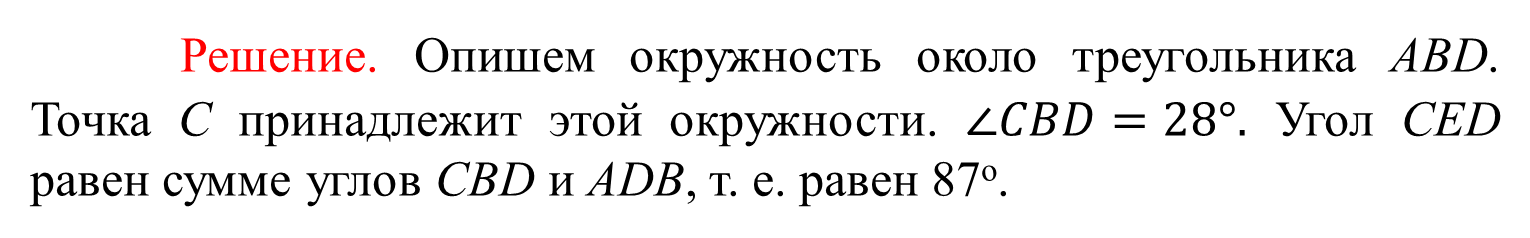 Решение. Опишем окружность около треугольника ABD.
Точка C принадлежит этой окружности. ∠CBD = 28°. Угол CED
равен сумме углов CBD и ADB, т. е. равен 87º.